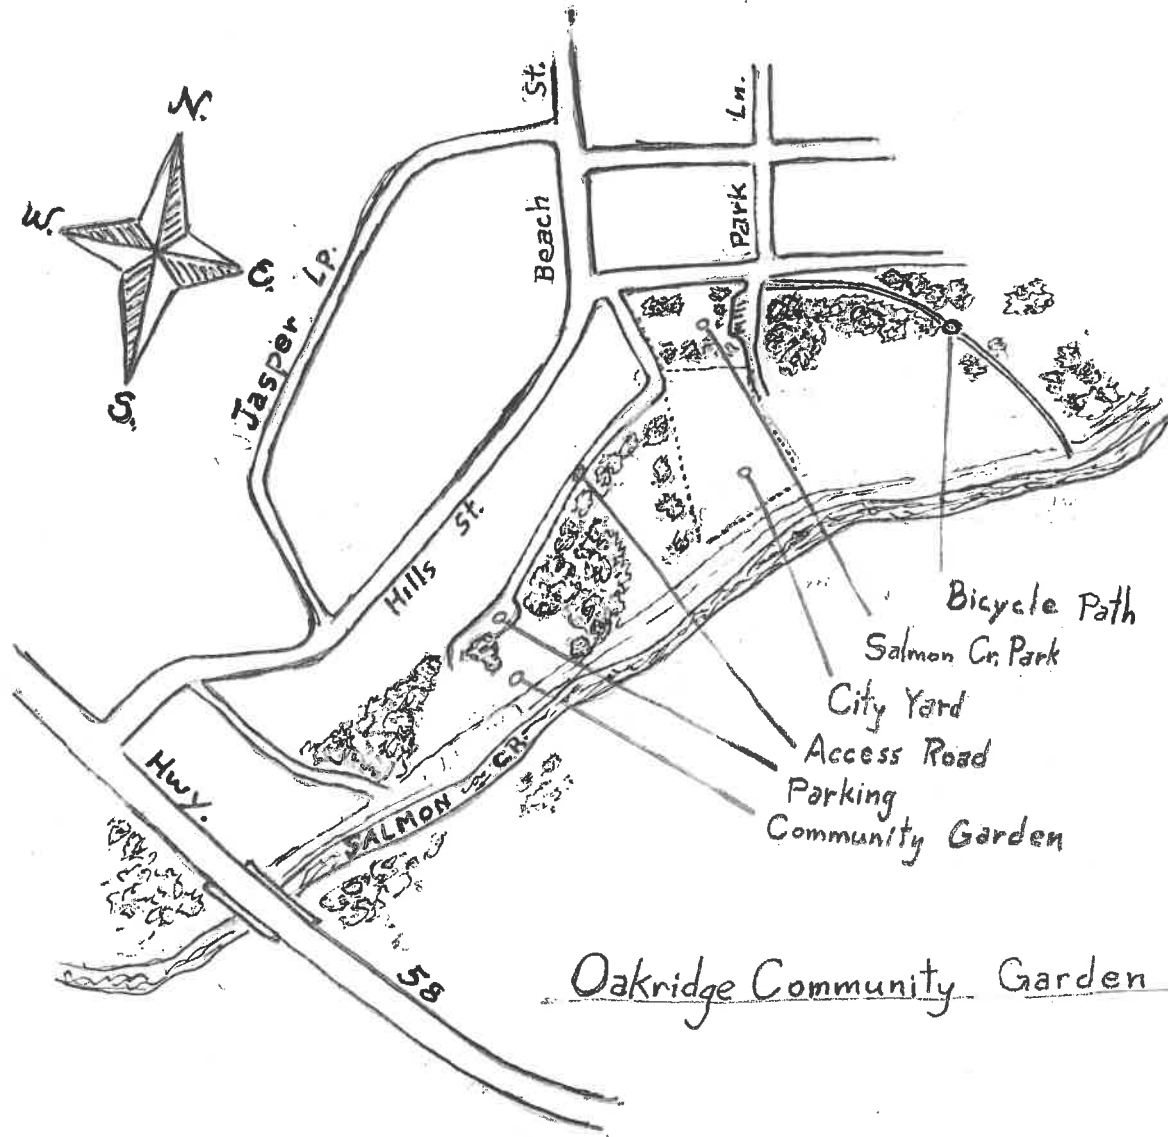 N.
W.
E.
S.
Jasper Lp.
Beach St.
Park Ln.
Hills St.
Bicycle Path
Salmon Cr. Park
City Yard
Access Road
Parking
Community Garden
SALMON CR.
Hwy. 58
Oakridge Community Garden